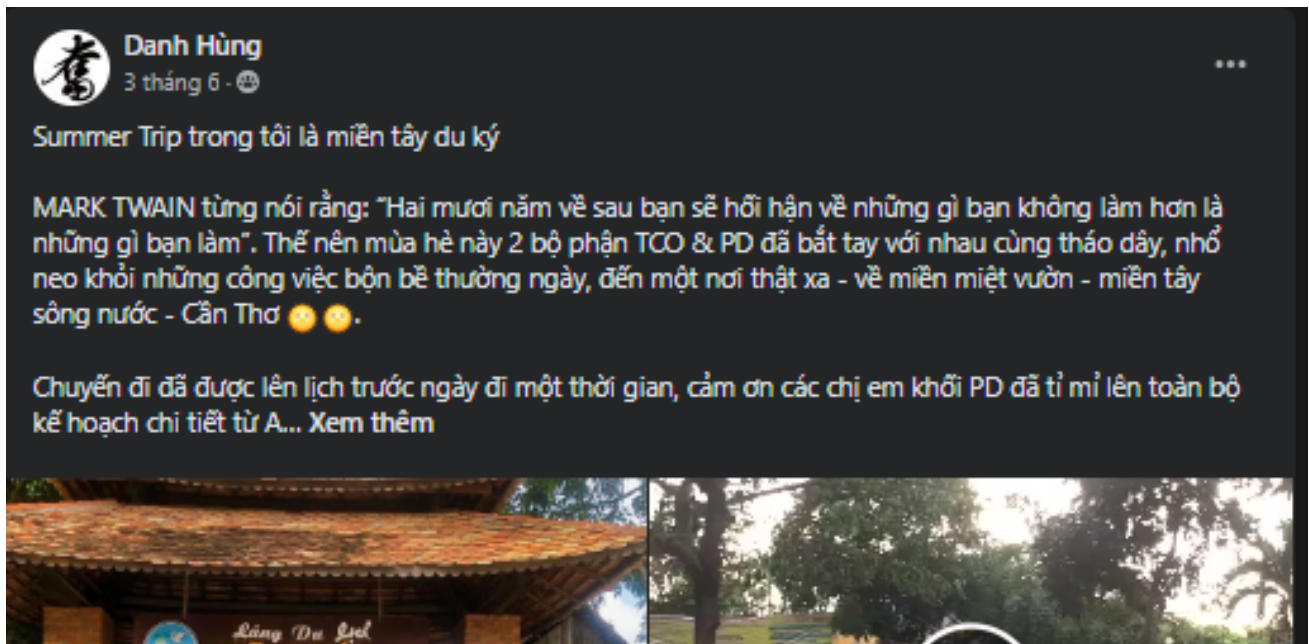 Danh Hùng
3 tháng 6 ·
Summer Trip trong tôi là miền tây du ký
MARK TWAIN từng nói rằng: "Hai mươi năm về sau bạn sẽ hối hận về những gì bạn không làm hơn là
những gì bạn làm". Thế nên mùa hè này 2 bộ phận TCO & PD đã bắt tay với nhau cùng tháo dây, nhổ
neo khỏi những công việc bộn bề thường ngày, đến một nơi thật xa - về miền miệt vườn - miền tây
sông nước - Cần Thơ 😶 😶.
Chuyến đi đã được lên lịch trước ngày đi một thời gian, cảm ơn các chị em khối PD đã tỉ mỉ lên toàn bộ
kế hoạch chi tiết từ A... Xem thêm
Làng Du Lịch